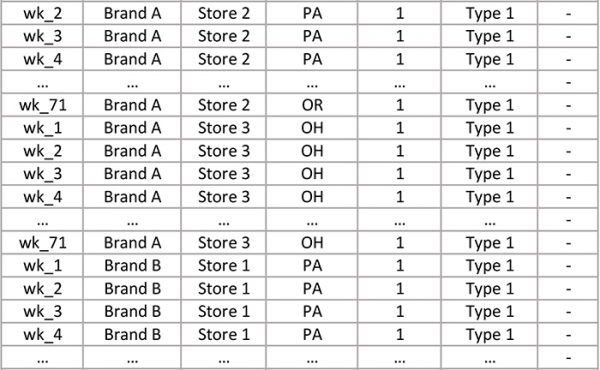 wk_2 Brand A Store 2 PA 1 Type 1 -
wk_3 Brand A Store 2 PA 1 Type 1 -
wk_4 Brand A Store 2 PA 1 Type 1 -
... ... ... ... ... ... -
wk_71 Brand A Store 2 OR 1 Type 1 -
wk_1 Brand A Store 3 OH 1 Type 1 -
wk_2 Brand A Store 3 OH 1 Type 1 -
wk_3 Brand A Store 3 OH 1 Type 1 -
wk_4 Brand A Store 3 OH 1 Type 1 -
... ... ... ... ... ... -
wk_71 Brand A Store 3 OH 1 Type 1 -
wk_1 Brand B Store 1 PA 1 Type 1 -
wk_2 Brand B Store 1 PA 1 Type 1 -
wk_3 Brand B Store 1 PA 1 Type 1 -
wk_4 Brand B Store 1 PA 1 Type 1 -
... ... ... ... ... ... -